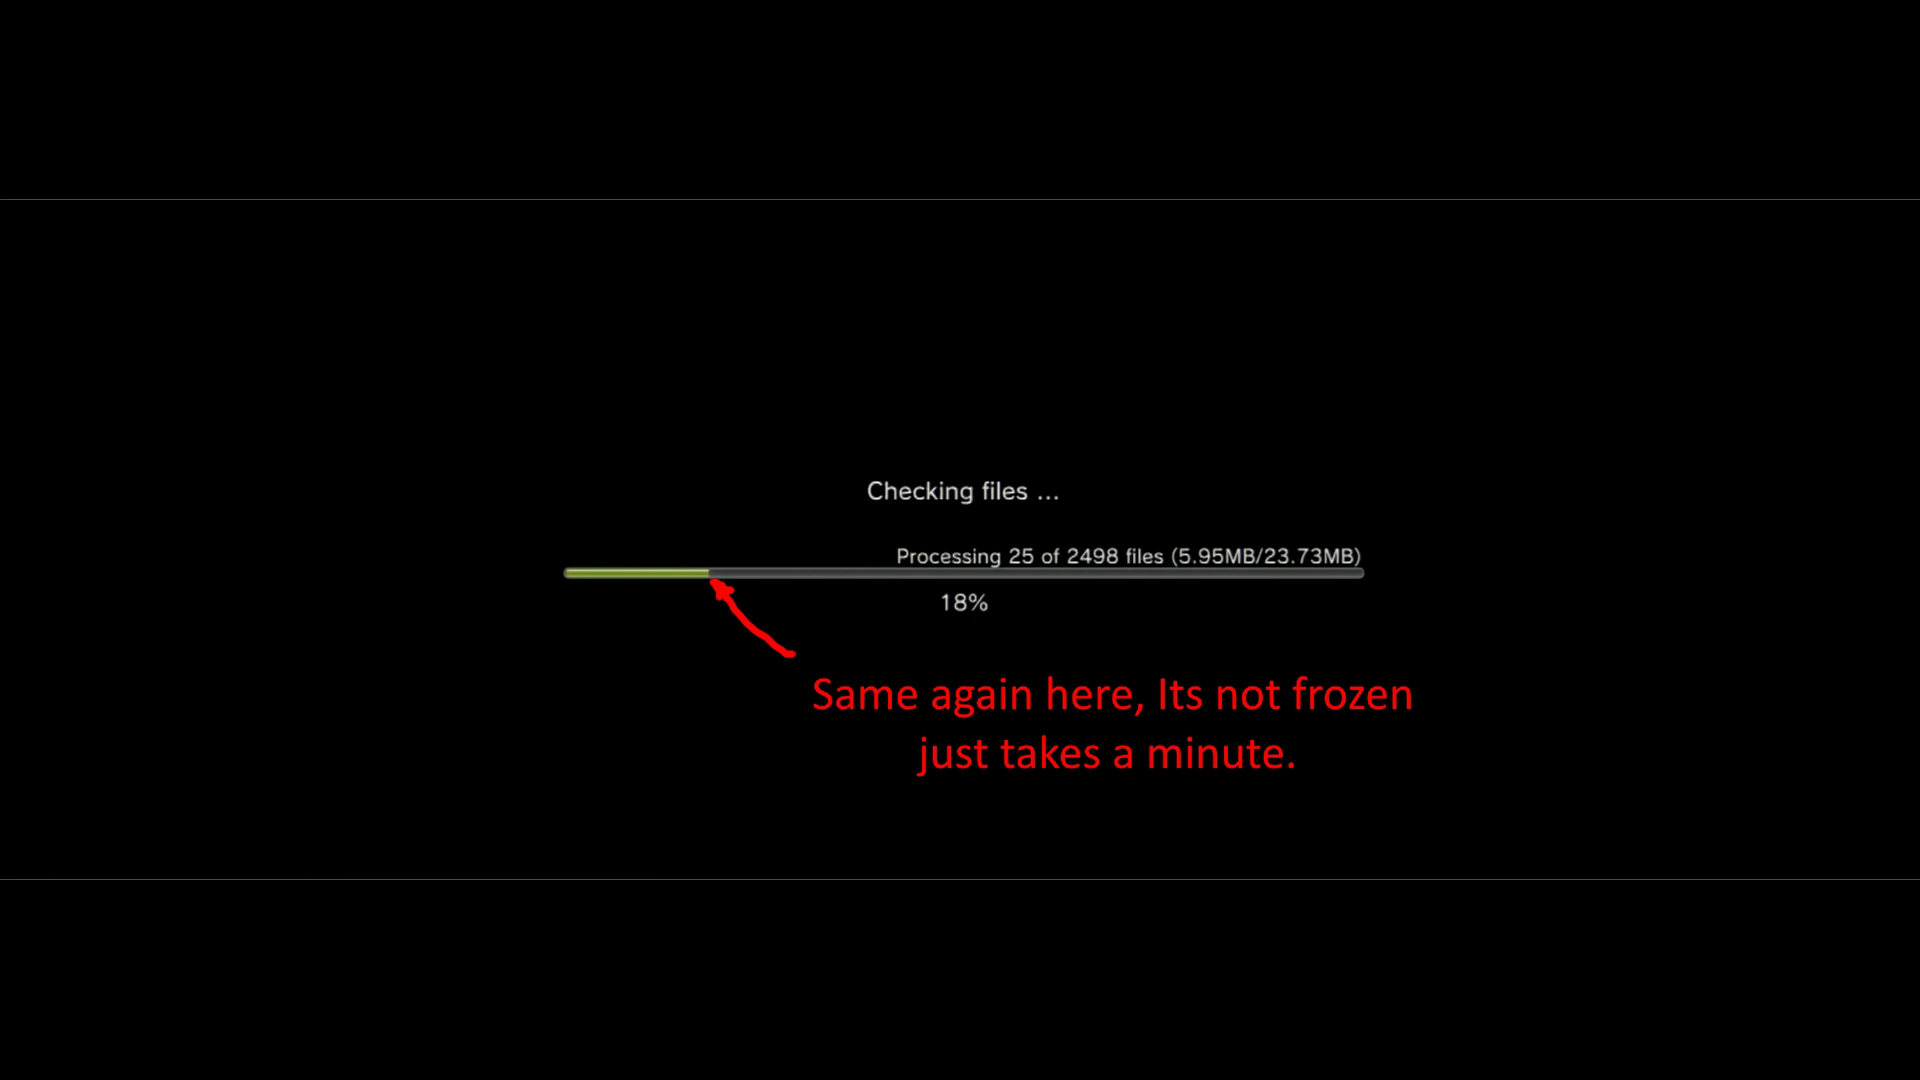 Checking files ...
Processing 25 of 2498 files (5.95MB/23.73MB)
18%
Same again here, Its not frozen
just takes a minute.